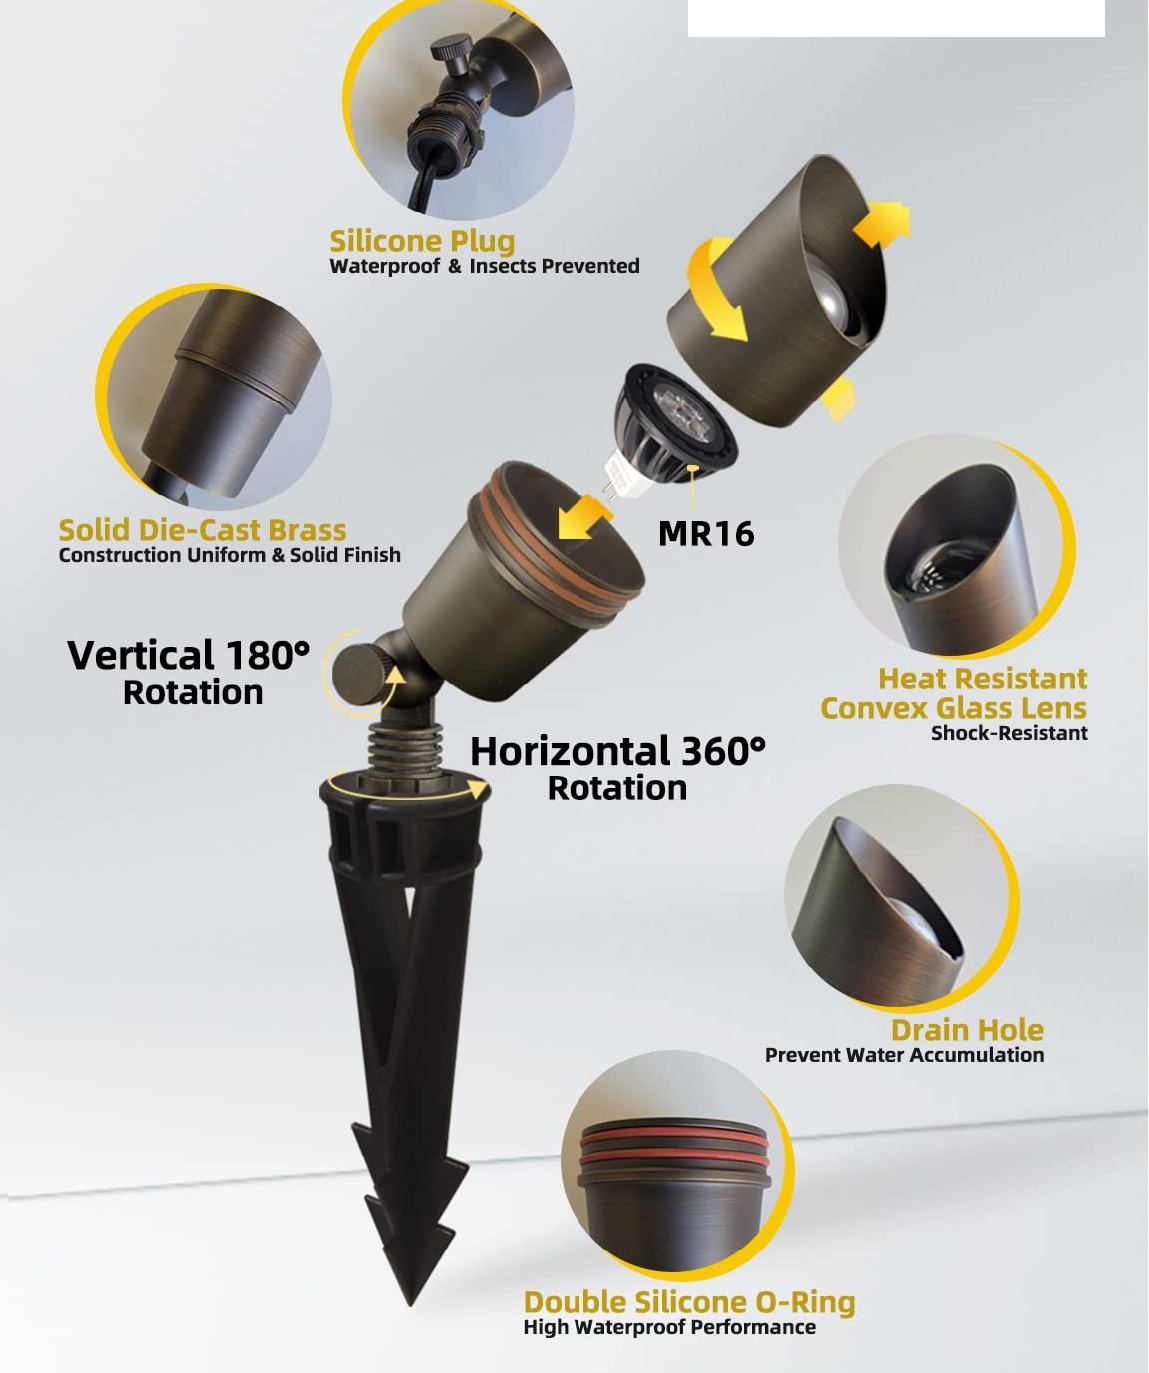 Silicone Plug
Waterproof & Insects Prevented
Solid Die-Cast Brass
Construction Uniform & Solid Finish
MR16
Vertical 180°
Rotation
Heat Resistant
Convex Glass Lens
Shock-Resistant
Horizontal 360°
Rotation
Drain Hole
Prevent Water Accumulation
Double Silicone O-Ring
High Waterproof Performance